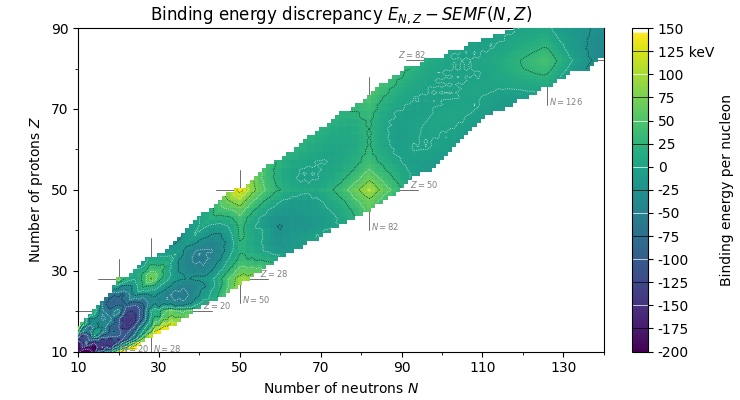 Binding energy discrepancy $E_{N,Z} - SEMF(N, Z)$
90
70
50
30
10
Number of protons Z
10
30
50
70
90
110
130
Number of neutrons N
Z = 82
N = 126
Z = 50
N = 82
Z = 28
N = 50
Z = 20
N = 20
N = 28
150
125 keV
100
75
50
25
0
-25
-50
-75
-100
-125
-150
-175
-200
Binding energy per nucleon